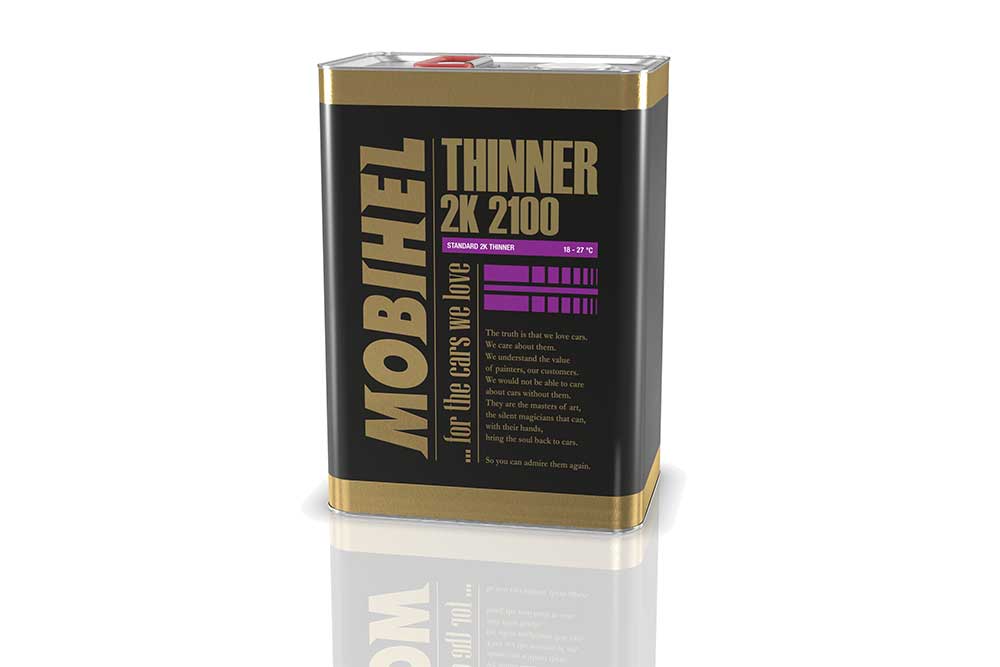 MOBIHEL
THINNER
2K 2100
STANDARD 2K THINNER 18 - 27 °C
... for the cars we love
The truth is that we love cars.
We care about them.
We understand the value
of painters, our customers.
We would not be able to care
about cars without them.
They are the masters of art,
the silent magicians that can,
with their hands,
bring the soul back to cars.
So you can admire them again.